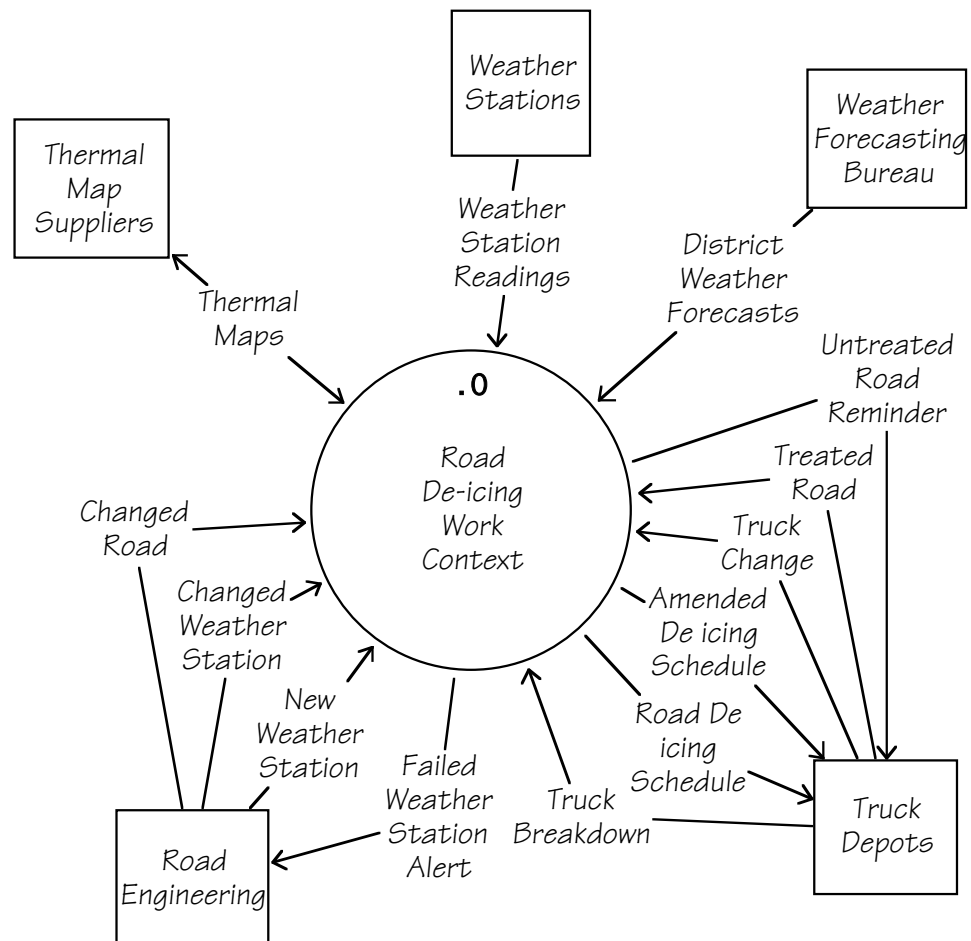 Weather
Stations
Weather
Forecasting
Bureau
Thermal
Map
Suppliers
Weather
Station
Readings
District
Weather
Forecasts
Thermal
Maps
Untreated
Road
Reminder
.0
Road
De-icing
Work
Context
Treated
Road
Changed
Road
Truck
Change
Changed
Weather
Station
Amended
De icing
Schedule
New
Weather
Station
Road De
icing
Schedule
Failed
Weather
Station
Alert
Truck
Breakdown
Truck
Depots
Road
Engineering